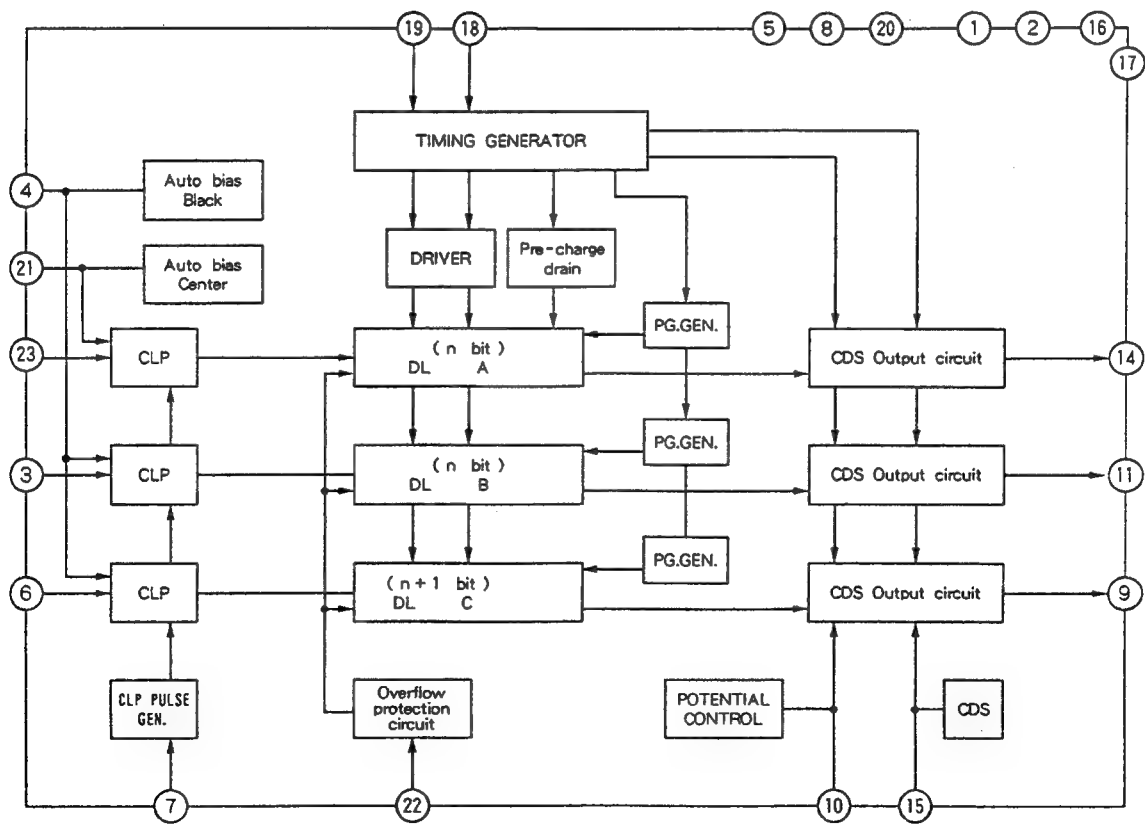 19 18 5 8 20 1 2 16
17
TIMING GENERATOR
4
Auto bias
Black
21
Auto bias
Center
DRIVER
Pre-charge
drain
PG.GEN.
23
CLP
( n bit)
DL A
CDS Output circuit
14
PG.GEN.
3
CLP
( n bit)
DL B
CDS Output circuit
11
PG.GEN.
6
CLP
( n + 1 bit)
DL C
CDS Output circuit
9
CLP PULSE
GEN.
Overflow
protection
circuit
POTENTIAL
CONTROL
CDS
7 22 10 15